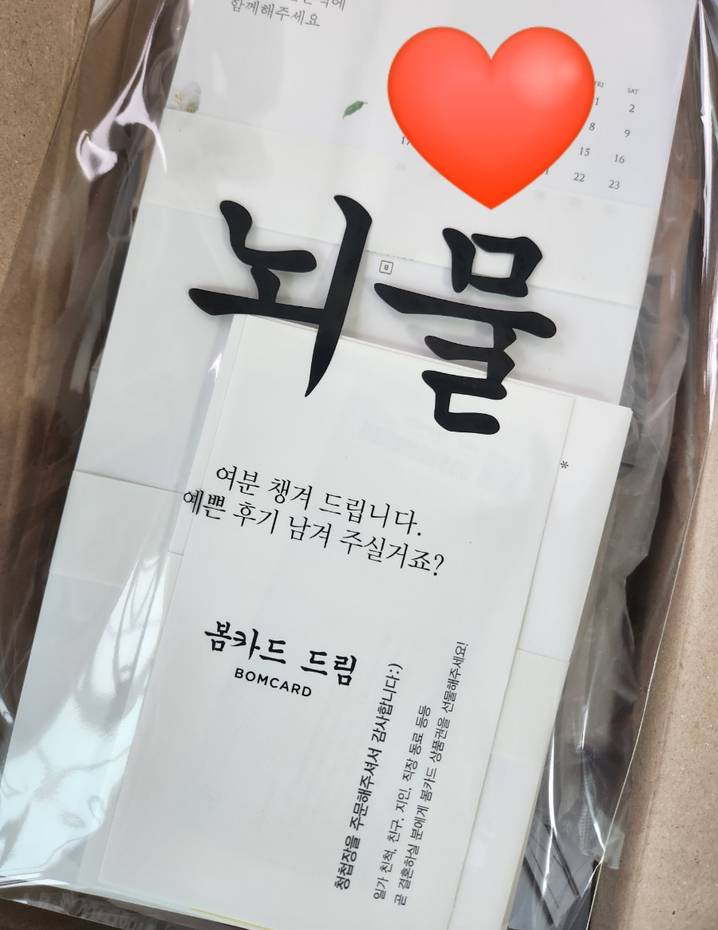 함께해주세요
FRI SAT
1 2
8 9
15 16
22 23
뇌물
여분 챙겨 드립니다.
예쁜 후기 남겨 주실거죠?
*
봄카드 드림
BOMCARD
청첩장을 주문해주셔서 감사합니다:)
일가 친척, 친구, 지인, 직장 동료 등등
곧 결혼하실 분에게 봄카드 상품권을 선물해주세요!